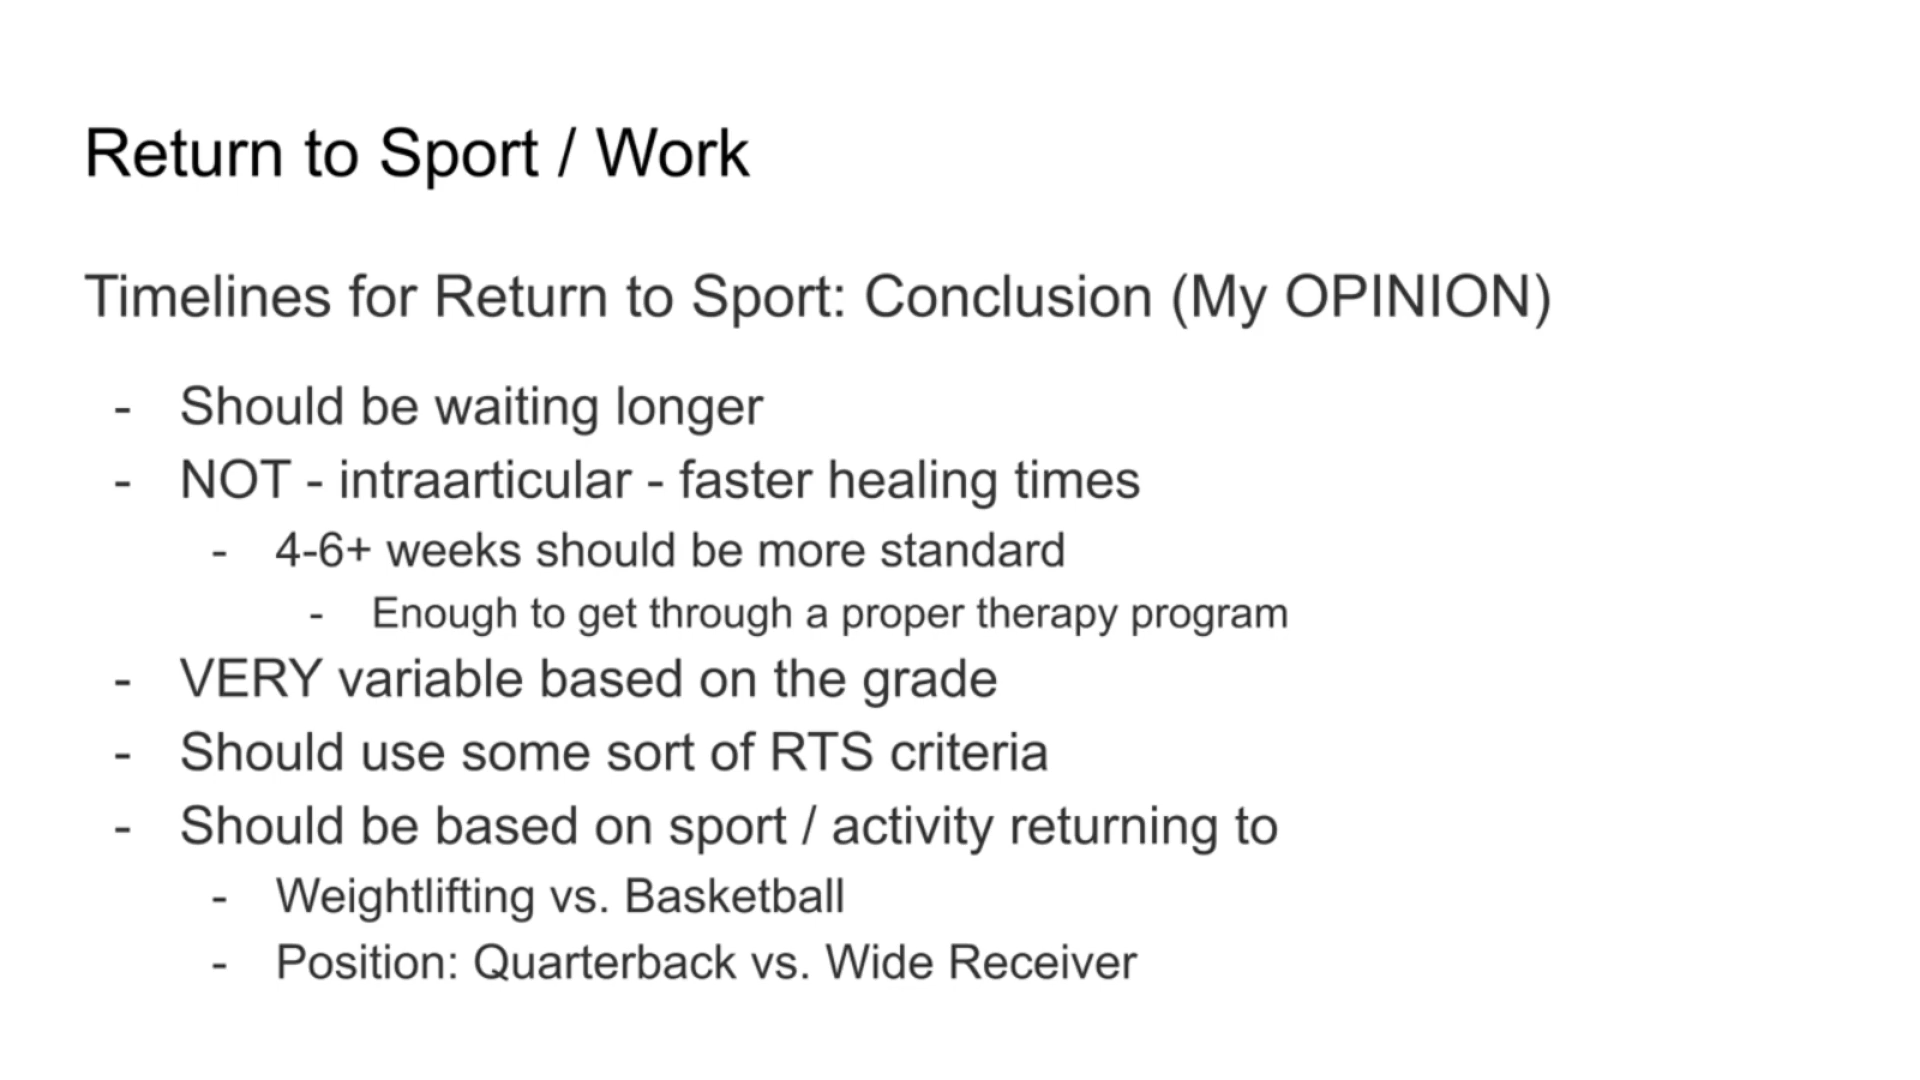 Return to Sport / Work
Timelines for Return to Sport: Conclusion (My OPINION)
- Should be waiting longer
- NOT - intraarticular - faster healing times
- 4-6+ weeks should be more standard
- Enough to get through a proper therapy program
- VERY variable based on the grade
- Should use some sort of RTS criteria
- Should be based on sport / activity returning to
- Weightlifting vs. Basketball
- Position: Quarterback vs. Wide Receiver